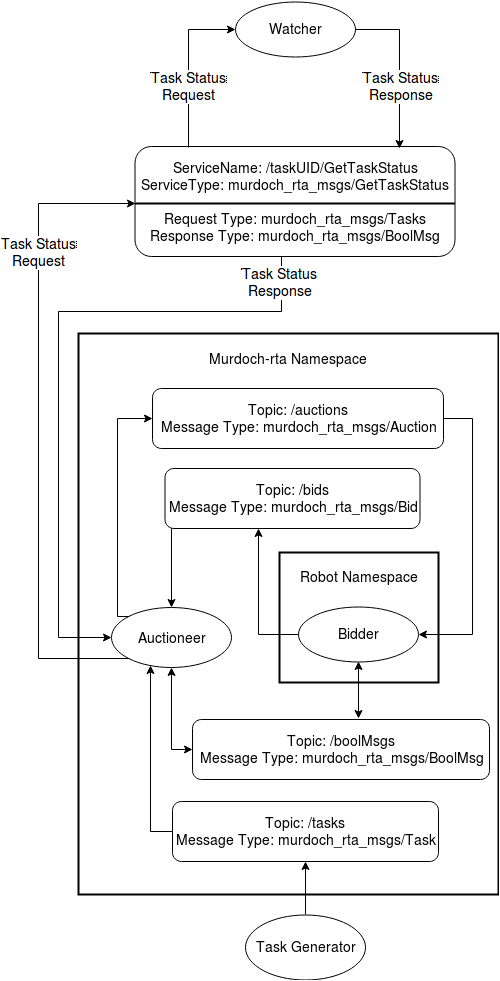 Watcher
Task Status
Request
Task Status
Response
ServiceName: /taskUID/GetTaskStatus
ServiceType: murdoch_rta_msgs/GetTaskStatus
Request Type: murdoch_rta_msgs/Tasks
Response Type: murdoch_rta_msgs/BoolMsg
Task Status
Request
Task Status
Response
Murdoch-rta Namespace
Topic: /auctions
Message Type: murdoch_rta_msgs/Auction
Topic: /bids
Message Type: murdoch_rta_msgs/Bid
Robot Namespace
Auctioneer
Bidder
Topic: /boolMsgs
Message Type: murdoch_rta_msgs/BoolMsg
Topic: /tasks
Message Type: murdoch_rta_msgs/Task
Task Generator